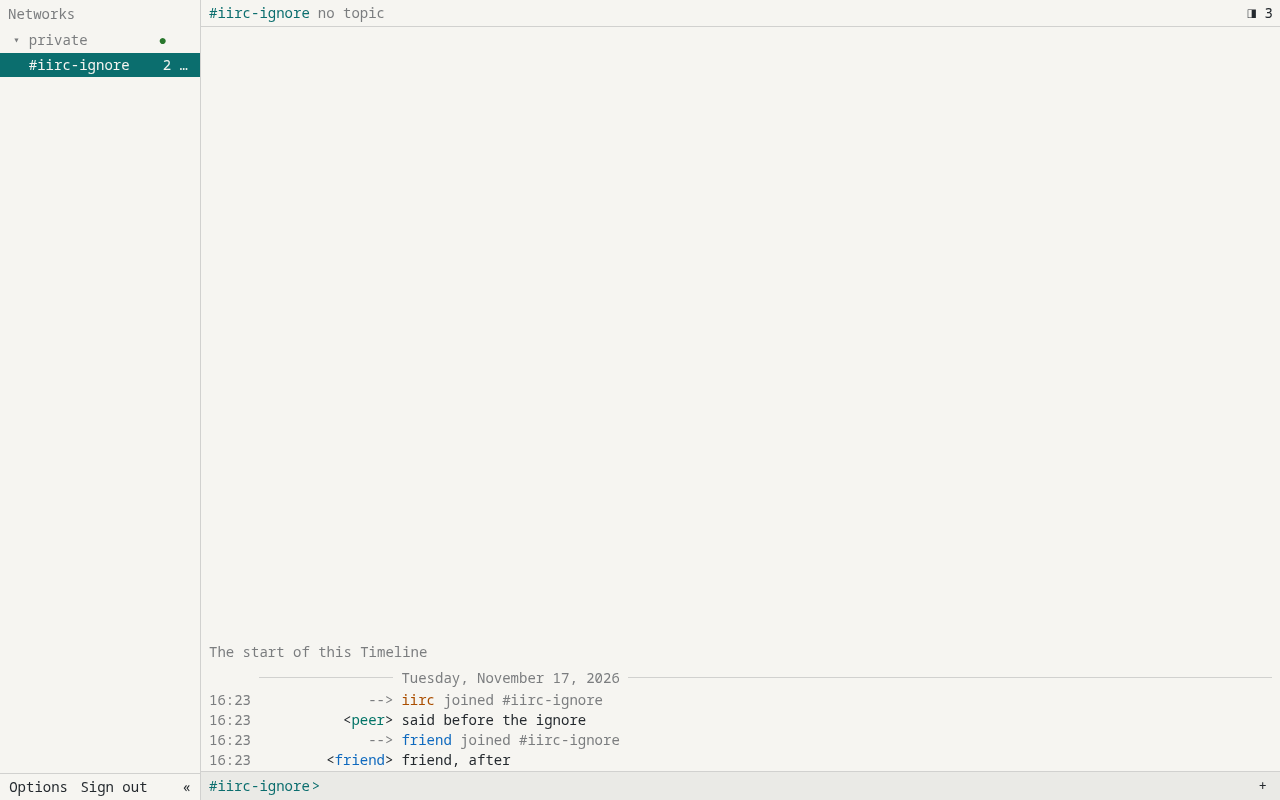 Networks
▾ private ●
#iirc-ignore 2 …
Options Sign out «
#iirc-ignore no topic ◨ 3
The start of this Timeline
Tuesday, November 17, 2026
16:23 --> iirc joined #iirc-ignore
16:23 <peer> said before the ignore
16:23 --> friend joined #iirc-ignore
16:23 <friend> friend, after
#iirc-ignore> +